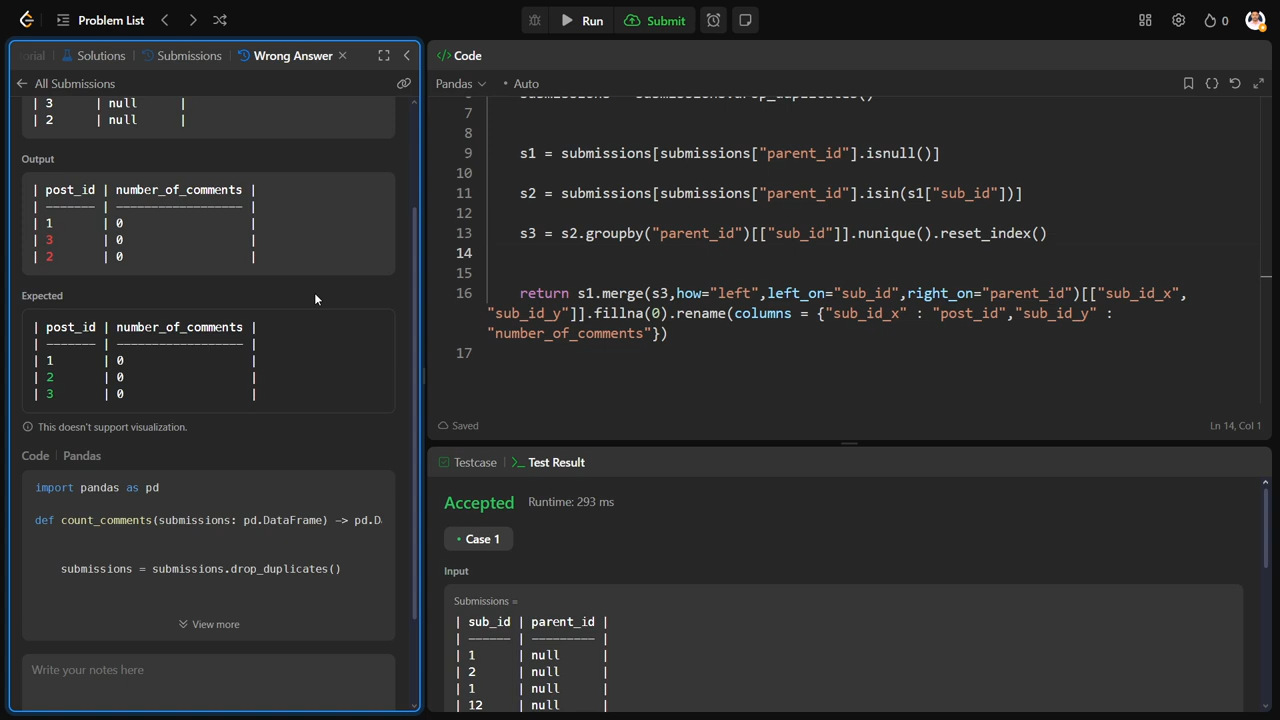 Problem List
Run
Submit
0
orial
Solutions
Submissions
Wrong Answer
All Submissions
| 3 | null |
| 2 | null |
Output
| post_id | number_of_comments |
| ------- | ------------------ |
| 1 | 0 |
| 3 | 0 |
| 2 | 0 |
Expected
| post_id | number_of_comments |
| ------- | ------------------ |
| 1 | 0 |
| 2 | 0 |
| 3 | 0 |
This doesn't support visualization.
Code | Pandas
import pandas as pd
def count_comments(submissions: pd.DataFrame) -> pd.Da
submissions = submissions.drop_duplicates()
View more
Write your notes here
</> Code
Pandas
• Auto
submissions = submissions.drop_duplicates()
7
8
9 s1 = submissions[submissions["parent_id"].isnull()]
10
11 s2 = submissions[submissions["parent_id"].isin(s1["sub_id"])]
12
13 s3 = s2.groupby("parent_id")[["sub_id"]].nunique().reset_index()
14
15
16 return s1.merge(s3,how="left",left_on="sub_id",right_on="parent_id")[["sub_id_x",
"sub_id_y"]].fillna(0).rename(columns = {"sub_id_x" : "post_id","sub_id_y" :
"number_of_comments"})
17
Saved
Ln 14, Col 1
Testcase
Test Result
Accepted Runtime: 293 ms
• Case 1
Input
Submissions =
| sub_id | parent_id |
| ------ | --------- |
| 1 | null |
| 2 | null |
| 1 | null |
| 12 | null |